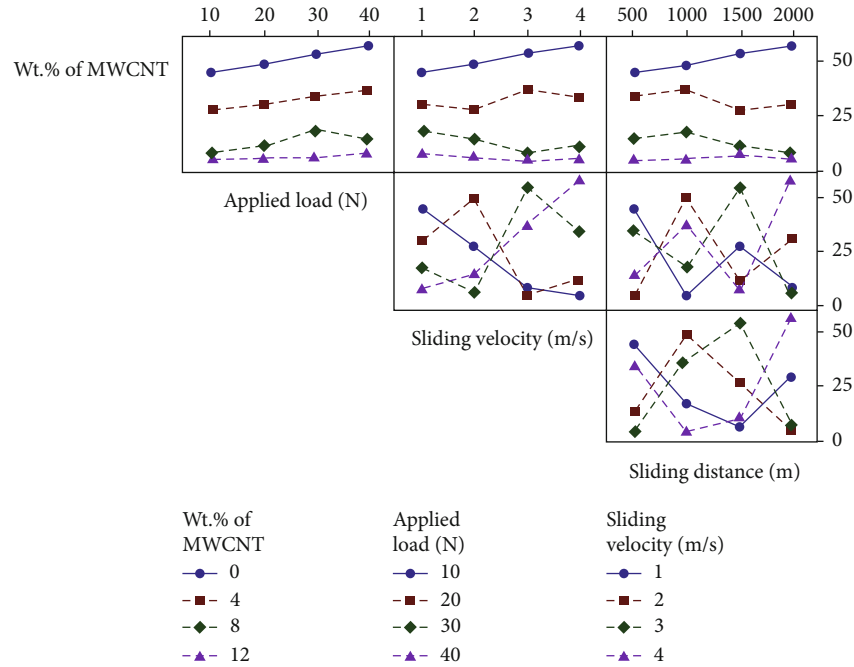 10 20 30 40 1 2 3 4 500 1000 1500 2000
Wt.% of MWCNT
50
25
0
Applied load (N)
50
25
0
Sliding velocity (m/s)
50
25
0
Sliding distance (m)
Wt.% of
MWCNT
0
4
8
12
Applied
load (N)
10
20
30
40
Sliding
velocity (m/s)
1
2
3
4